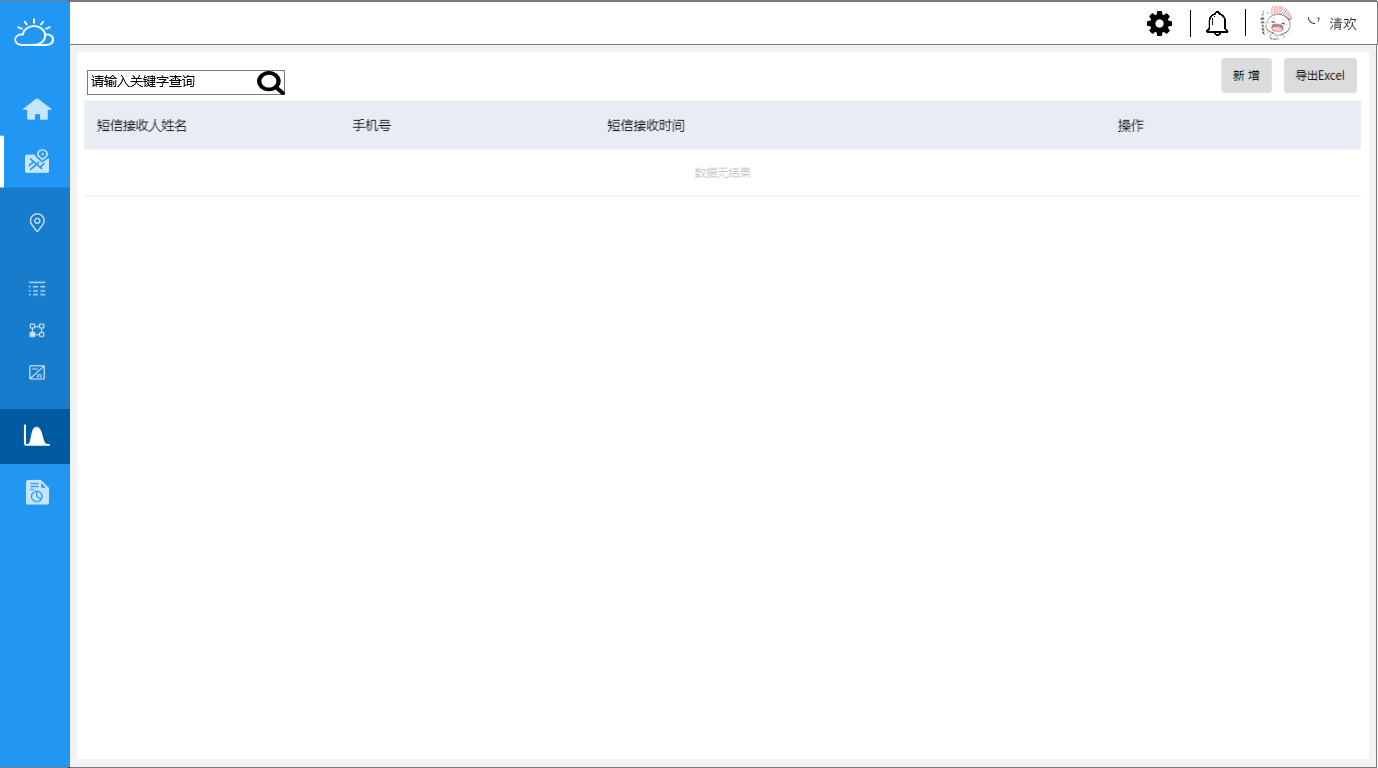 清欢
请输入关键字查询
新 增
导出Excel
短信接收人姓名 手机号 短信接收时间 操作
数据无结果